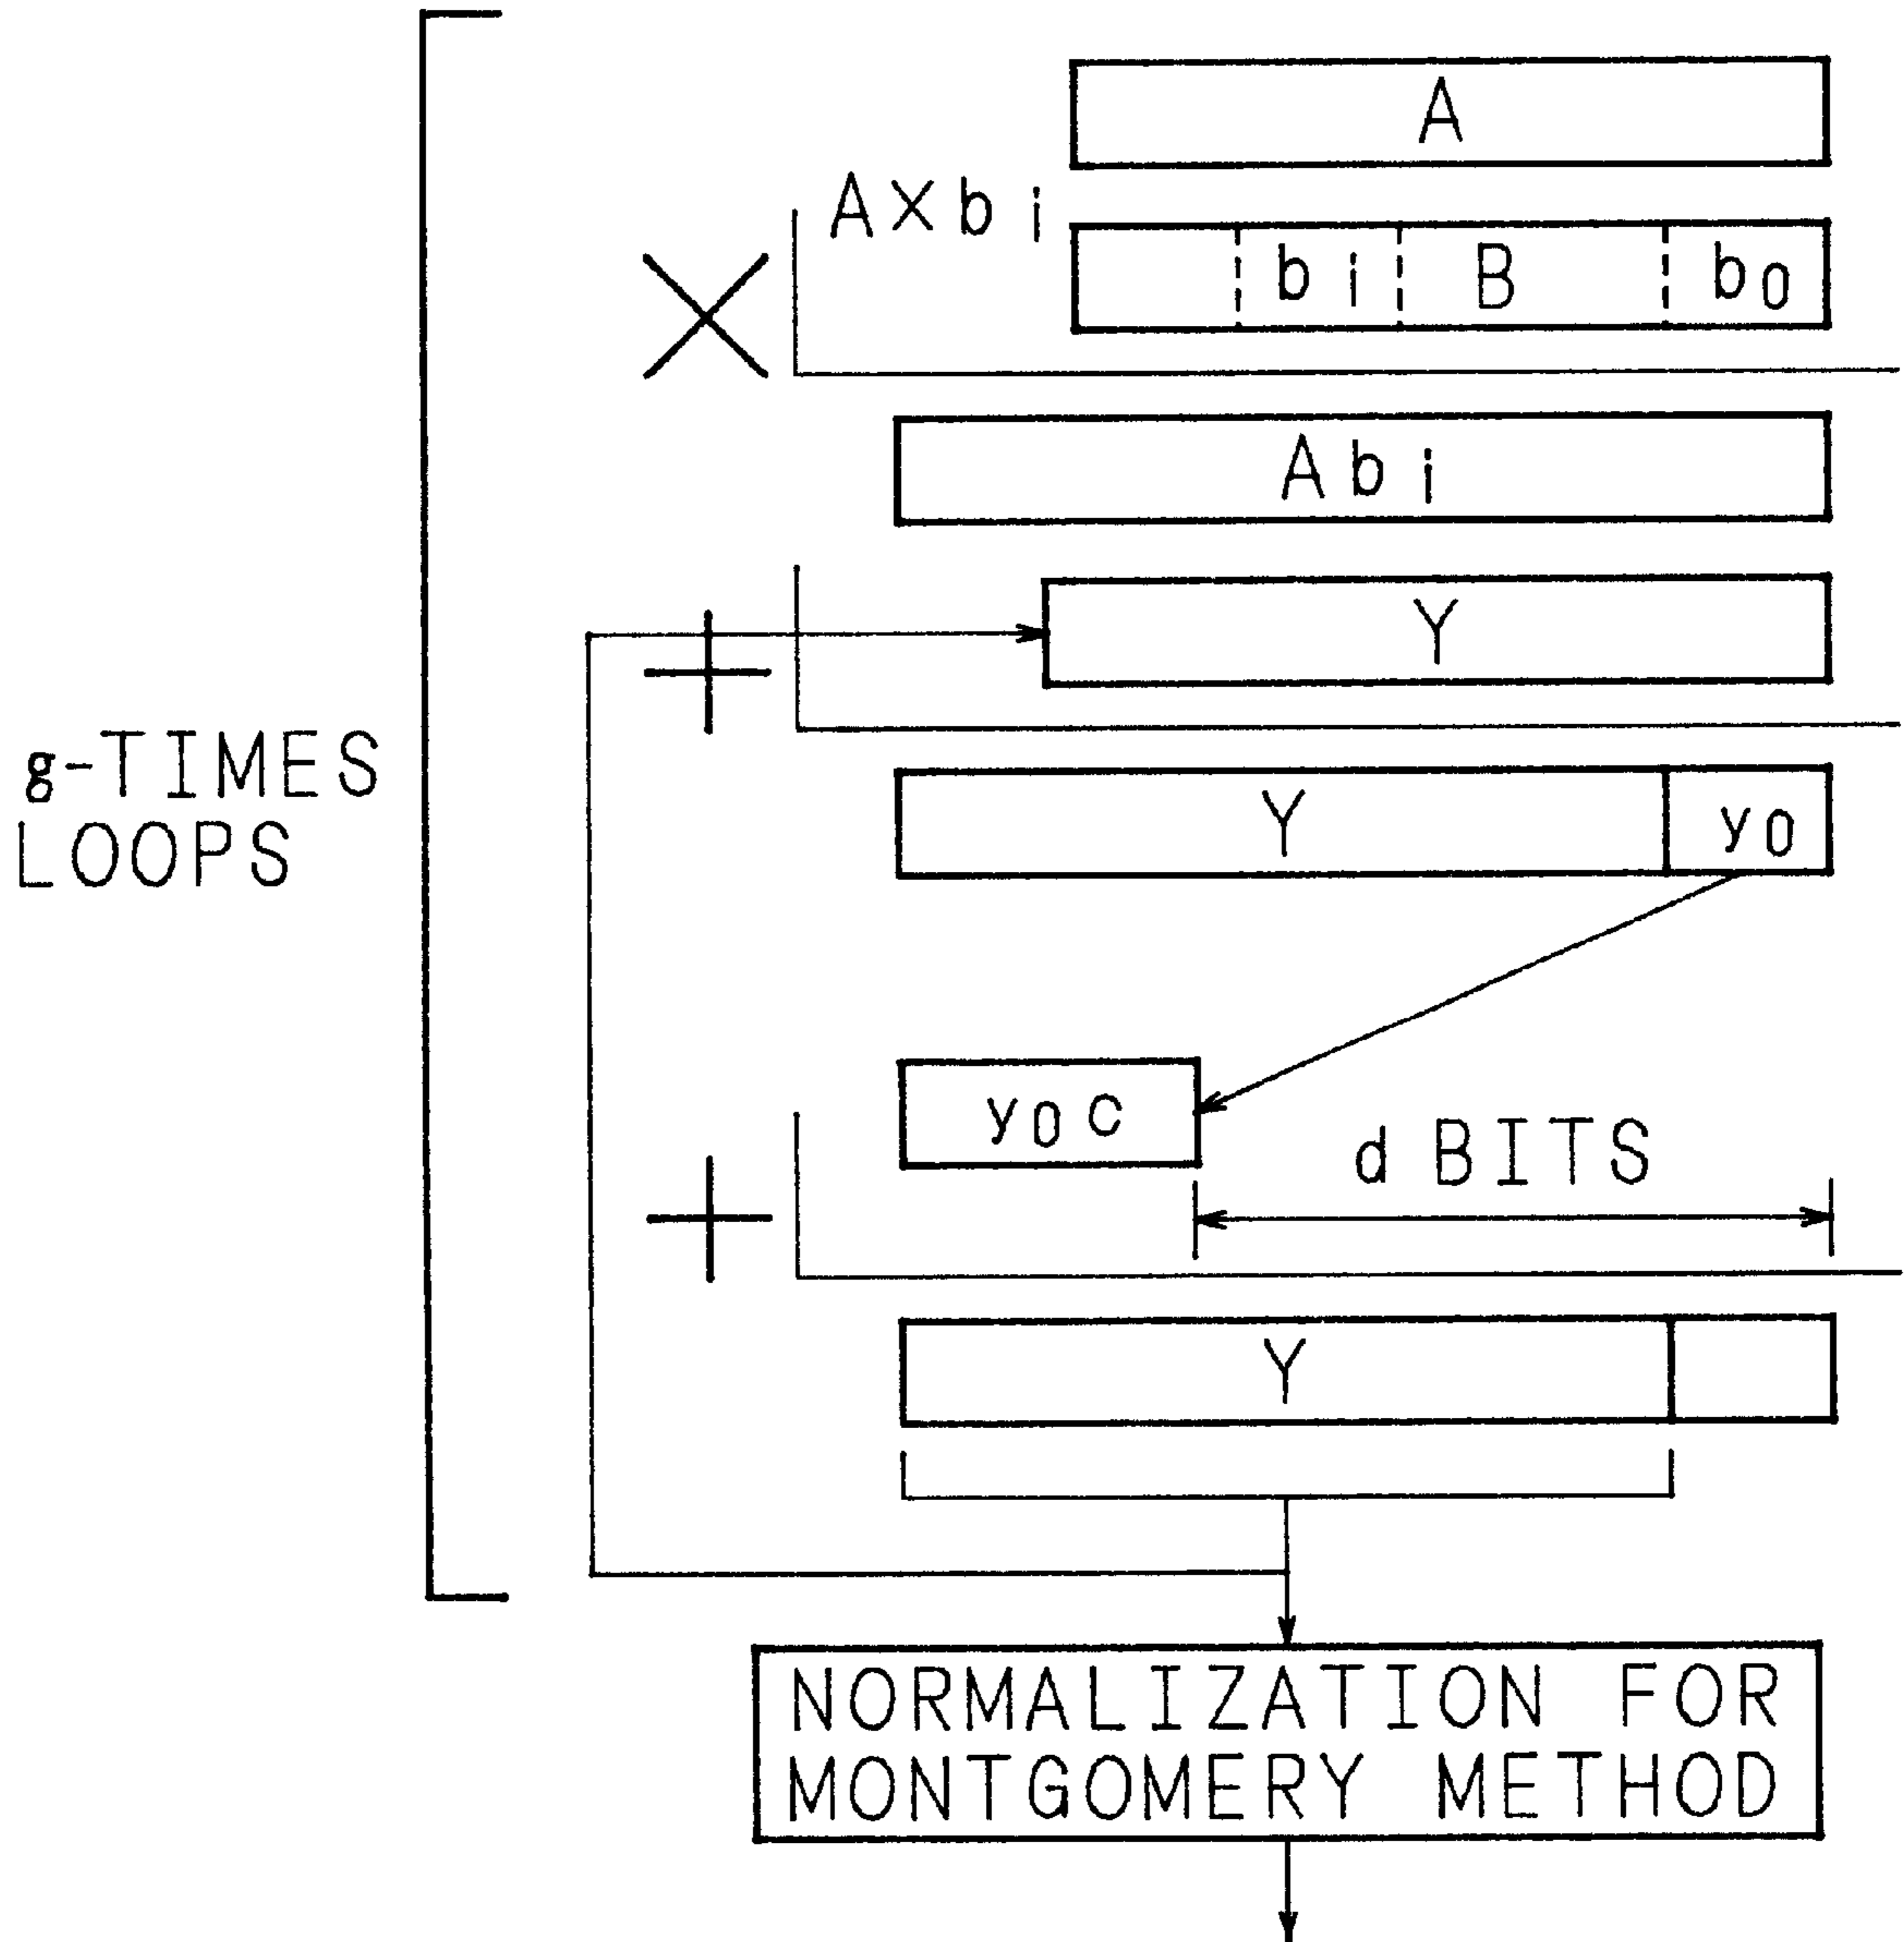 A
A×bi
bi B b0
Abi
Y
g-TIMES
LOOPS
Y y0
y0c
d BITS
Y
NORMALIZATION FOR
MONTGOMERY METHOD